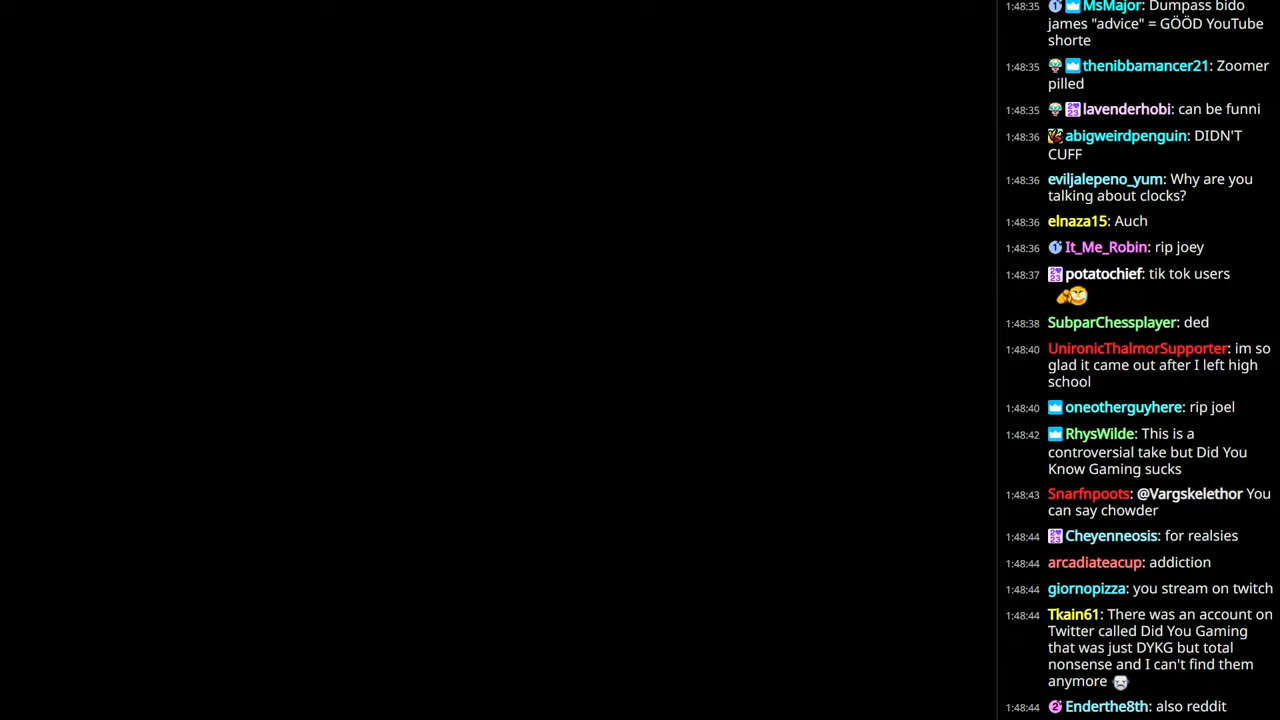 1:48:35 MsMajor: Dumpass bido
james "advice" = GÖÖD YouTube
shorte
1:48:35 thenibbamancer21: Zoomer
pilled
1:48:35 lavenderhobi: can be funni
1:48:36 abigweirdpenguin: DIDN'T
CUFF
1:48:36 eviljalepeno_yum: Why are you
talking about clocks?
1:48:36 elnaza15: Auch
1:48:36 It_Me_Robin: rip joey
1:48:37 potatochief: tik tok users
1:48:38 SubparChessplayer: ded
1:48:40 UnironicThalmorSupporter: im so
glad it came out after I left high
school
1:48:40 oneotherguyhere: rip joel
1:48:42 RhysWilde: This is a
controversial take but Did You
Know Gaming sucks
1:48:43 Snarfnpoots: @Vargskelethor You
can say chowder
1:48:44 Cheyenneosis: for realsies
1:48:44 arcadiateacup: addiction
1:48:44 giornopizza: you stream on twitch
1:48:44 Tkain61: There was an account on
Twitter called Did You Gaming
that was just DYKG but total
nonsense and I can't find them
anymore
1:48:44 Enderthe8th: also reddit